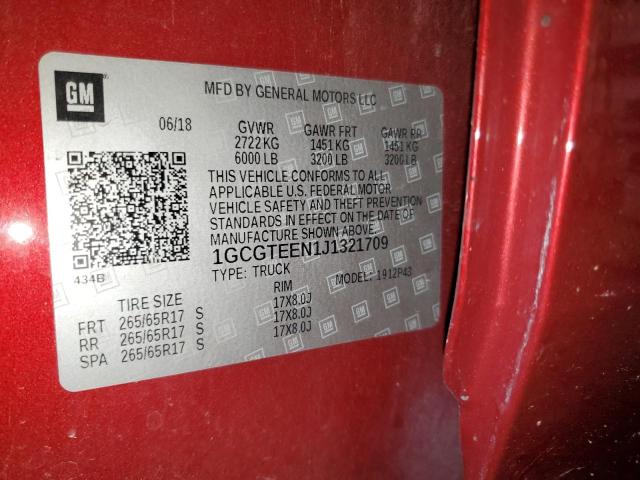 GM
MFD BY GENERAL MOTORS LLC
06/18 GVWR GAWR FRT GAWR RR
2722 KG 1451 KG 1451 KG
6000 LB 3200 LB 3200 LB
THIS VEHICLE CONFORMS TO ALL
APPLICABLE U.S. FEDERAL MOTOR
VEHICLE SAFETY AND THEFT PREVENTION
STANDARDS IN EFFECT ON THE DATE OF
MANUFACTURE SHOWN ABOVE.
434B 1GCGTEEN1J1321709
TYPE: TRUCK MODEL: 1912P43
TIRE SIZE RIM
FRT 265/65R17 S 17X8.0J
RR 265/65R17 S 17X8.0J
SPA 265/65R17 S 17X8.0J